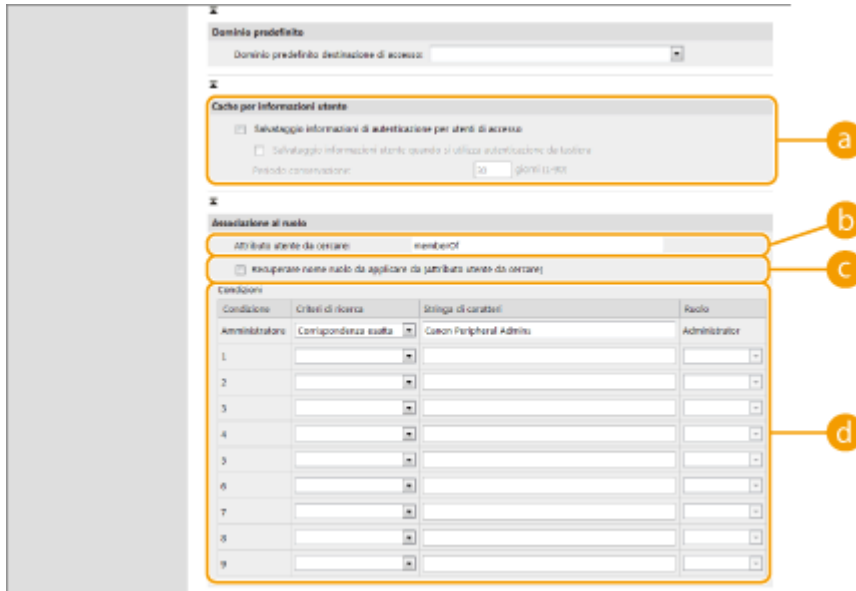 Dominio predefinito
Dominio predefinito destinazione di accesso:
Cache per informazioni utente
Salvataggio informazioni di autenticazione per utenti di accesso
a
Salvataggio informazioni utente quando si utilizza autenticazione da tastiera
Periodo conservazione: 30 giorni (1-90)
Associazione al ruolo
b
Attributo utente da cercare: memberOf
Recuperare nome ruolo da applicare da [attributo utente da cercare]
c
Condizioni
Condizione Criteri di ricerca Stringa di caratteri Ruolo
Amministratore Corrispondenza esatta Canon Peripheral Admins Administrator
1
2
3
4
d
5
6
7
8
9